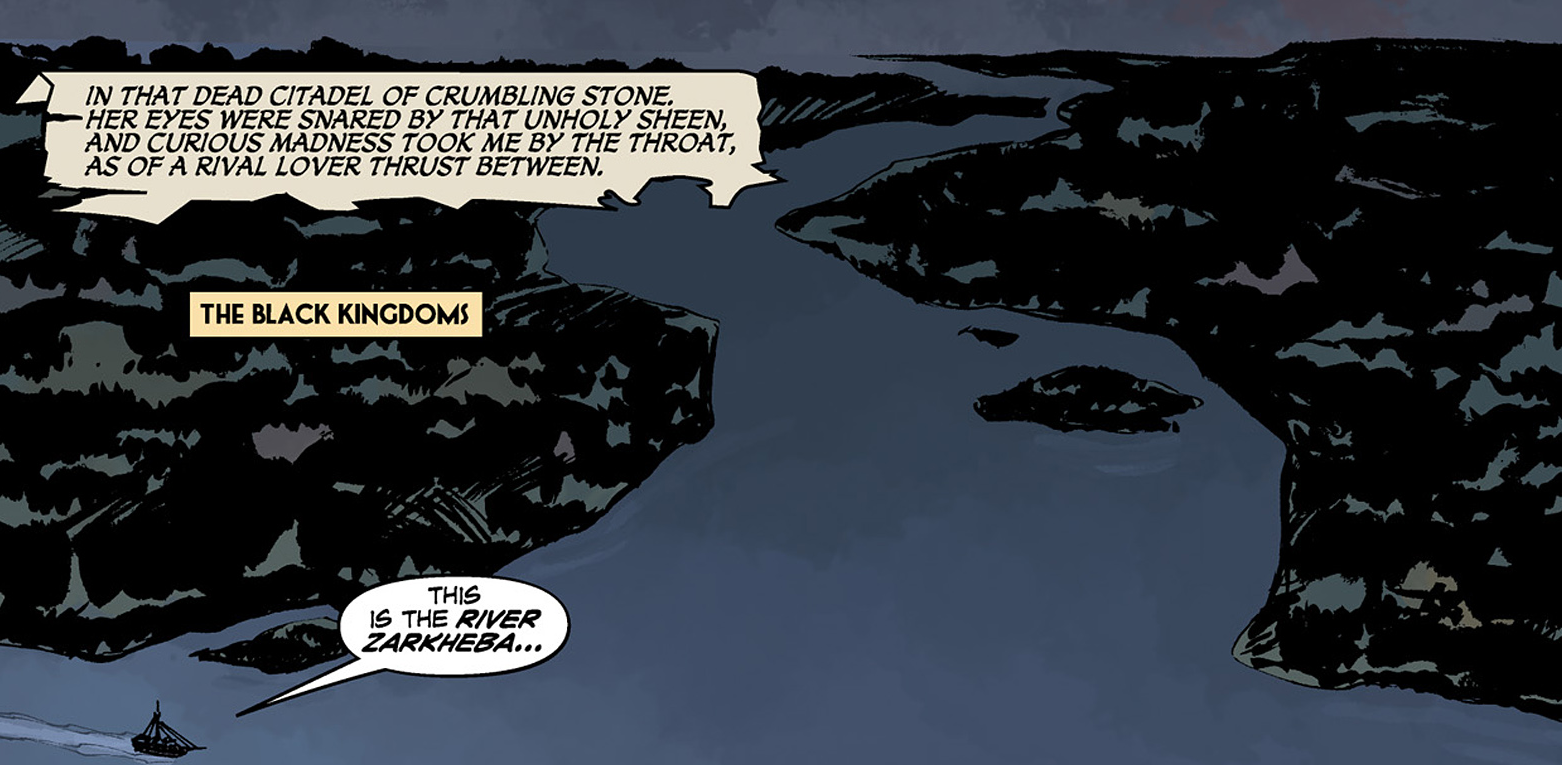 IN THAT DEAD CITADEL OF CRUMBLING STONE.
HER EYES WERE SNARED BY THAT UNHOLY SHEEN,
AND CURIOUS MADNESS TOOK ME BY THE THROAT,
AS OF A RIVAL LOVER THRUST BETWEEN.
THE BLACK KINGDOMS
THIS
IS THE RIVER
ZARKHEBA...